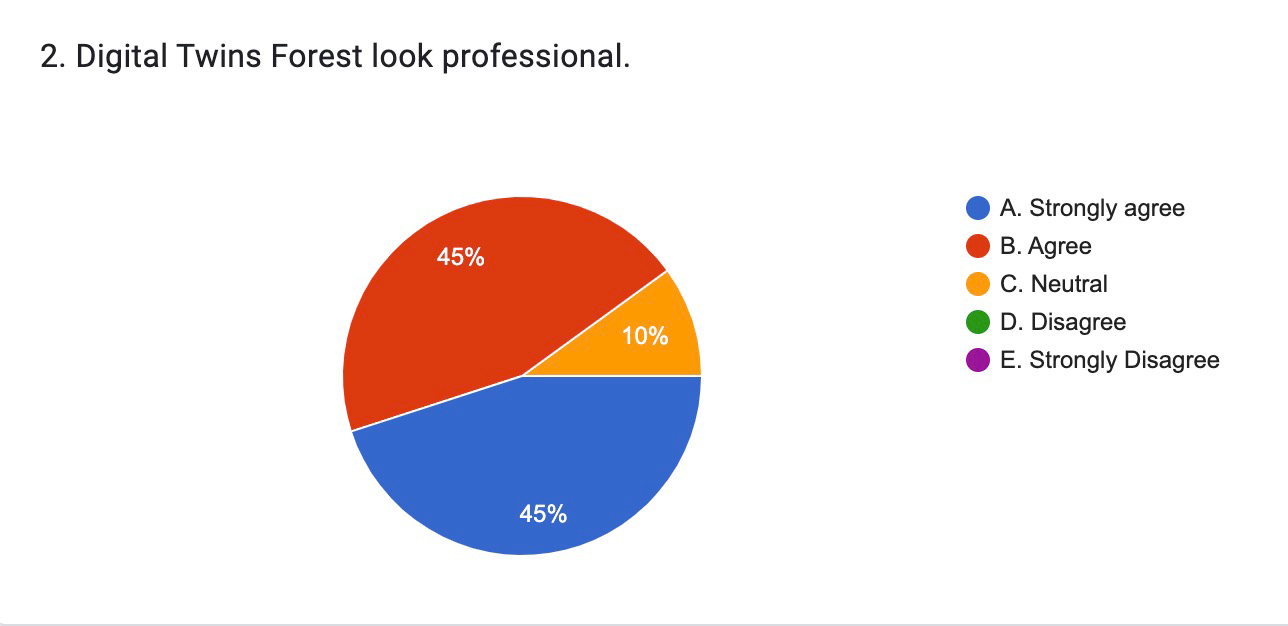 2. Digital Twins Forest look professional.
45%
10%
45%
A. Strongly agree
B. Agree
C. Neutral
D. Disagree
E. Strongly Disagree